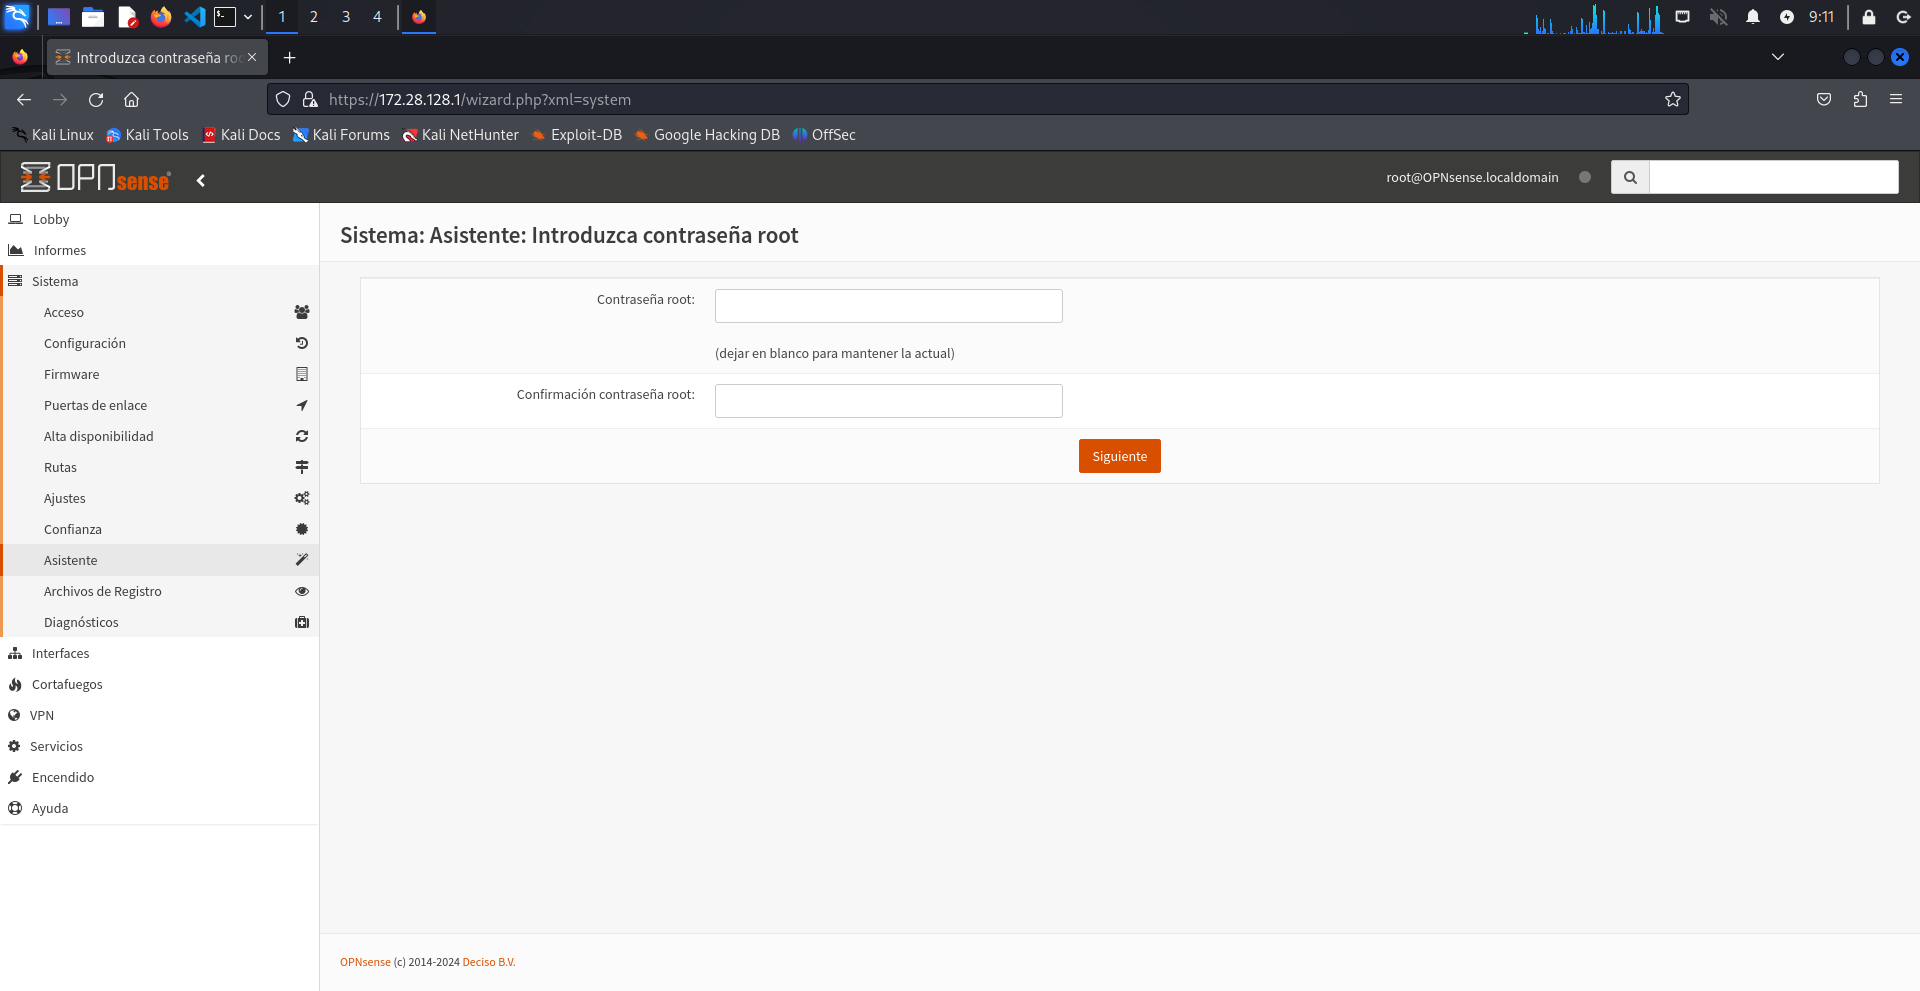 1 2 3 4 9:11
Introduzca contraseña ro
https://172.28.128.1/wizard.php?xml=system
Kali Linux Kali Tools Kali Docs Kali Forums Kali NetHunter Exploit-DB Google Hacking DB OffSec
OPNsense root@OPNsense.localdomain
Lobby
Informes
Sistema
Acceso
Configuración
Firmware
Puertas de enlace
Alta disponibilidad
Rutas
Ajustes
Confianza
Asistente
Archivos de Registro
Diagnósticos
Interfaces
Cortafuegos
VPN
Servicios
Encendido
Ayuda
Sistema: Asistente: Introduzca contraseña root
Contraseña root:
(dejar en blanco para mantener la actual)
Confirmación contraseña root:
Siguiente
OPNsense (c) 2014-2024 Deciso B.V.